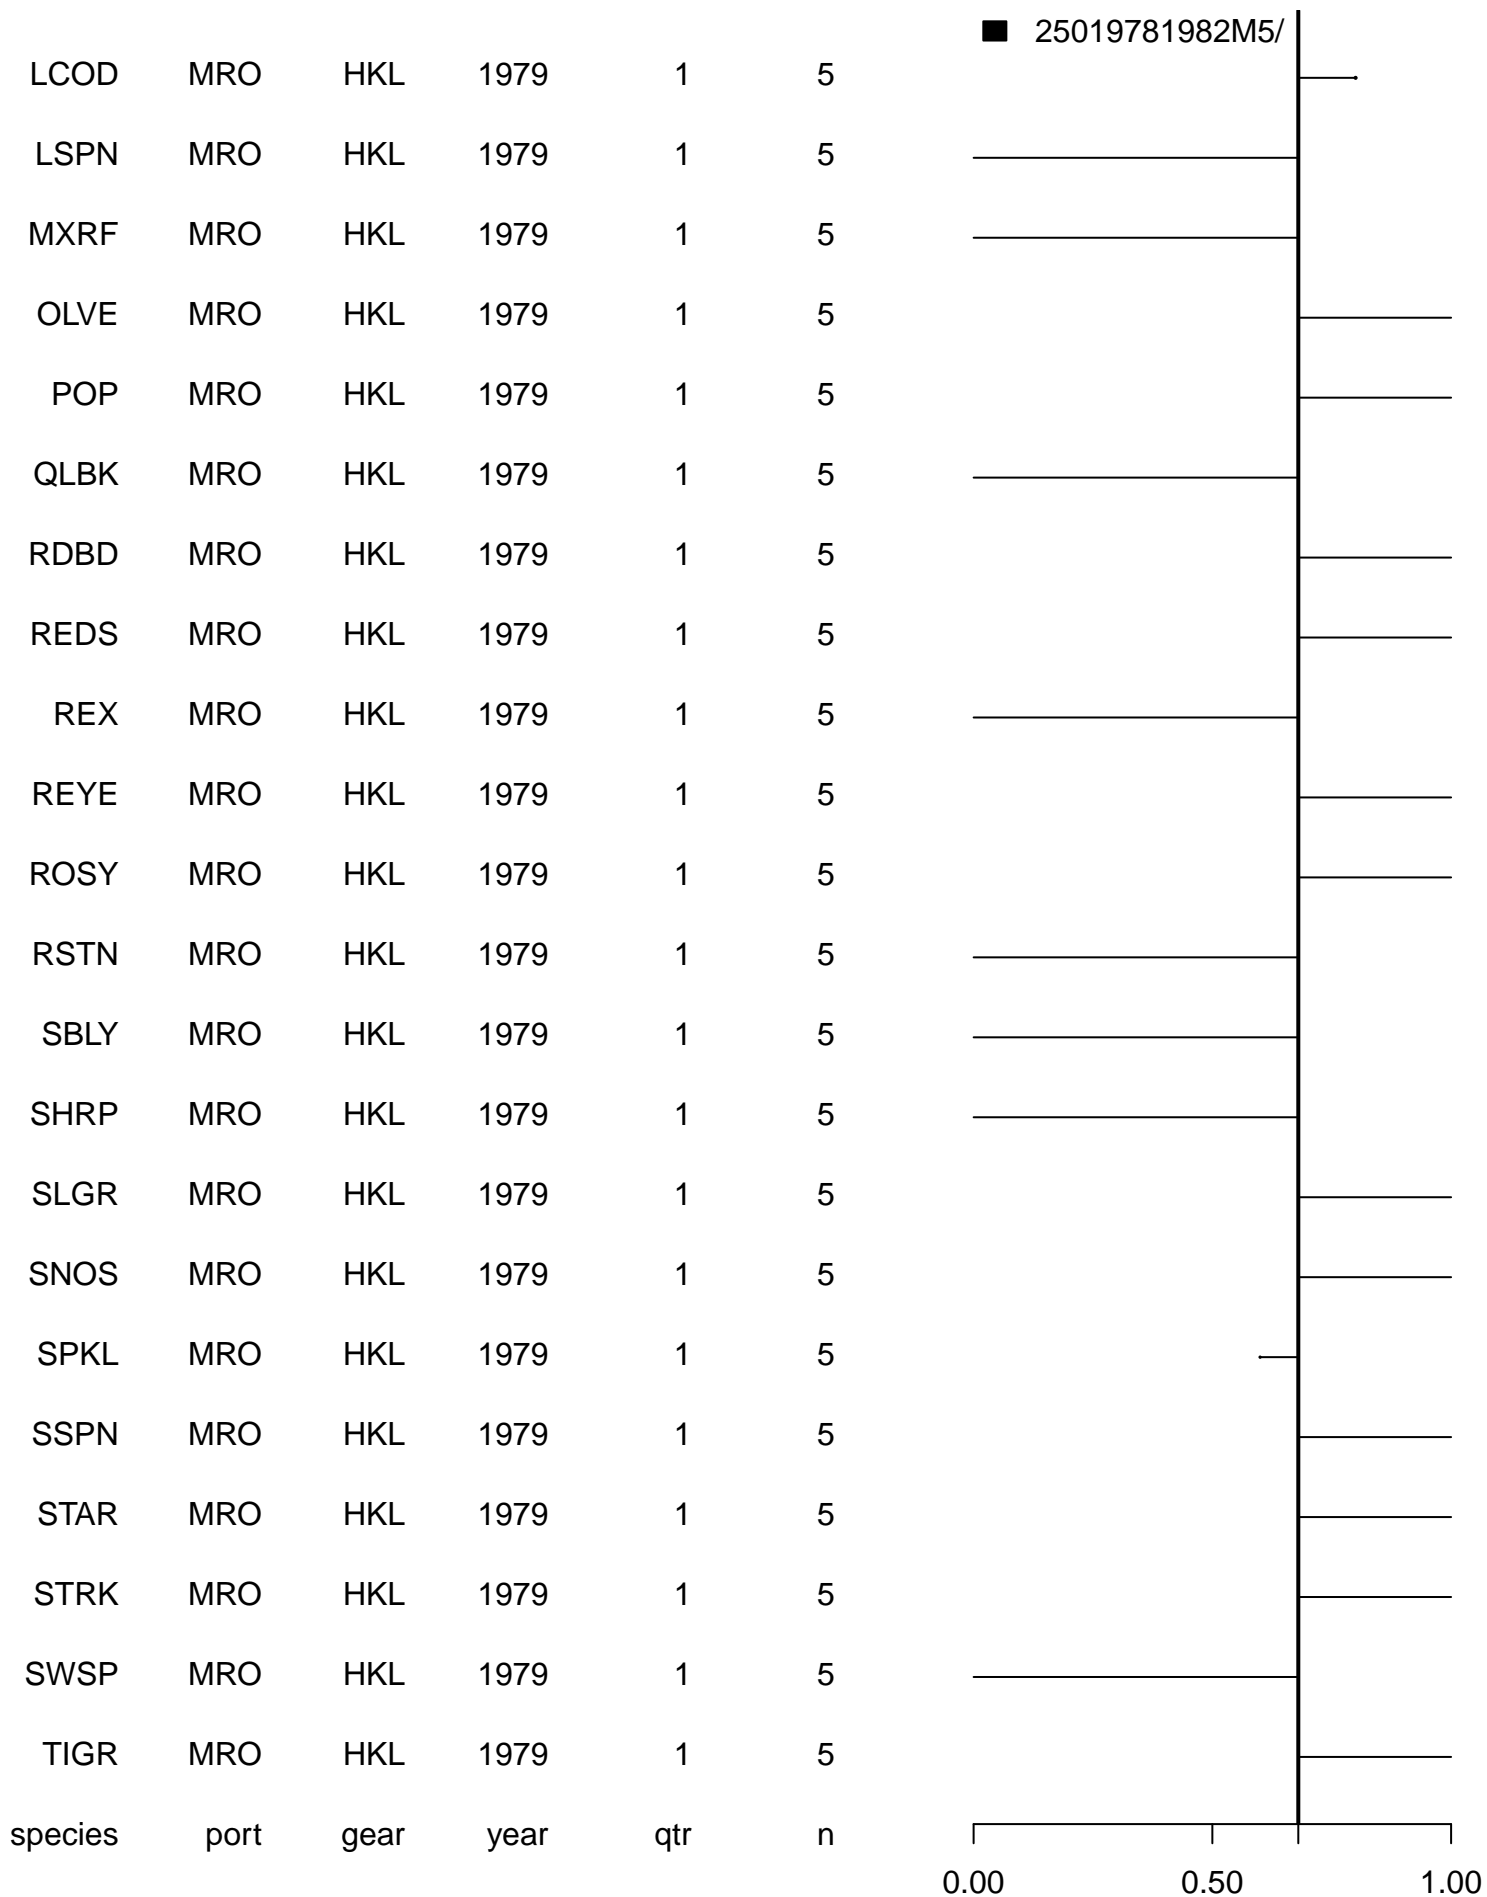 25019781982M5/
LCOD MRO HKL 1979 1 5
LSPN MRO HKL 1979 1 5
MXRF MRO HKL 1979 1 5
OLVE MRO HKL 1979 1 5
POP MRO HKL 1979 1 5
QLBK MRO HKL 1979 1 5
RDBD MRO HKL 1979 1 5
REDS MRO HKL 1979 1 5
REX MRO HKL 1979 1 5
REYE MRO HKL 1979 1 5
ROSY MRO HKL 1979 1 5
RSTN MRO HKL 1979 1 5
SBLY MRO HKL 1979 1 5
SHRP MRO HKL 1979 1 5
SLGR MRO HKL 1979 1 5
SNOS MRO HKL 1979 1 5
SPKL MRO HKL 1979 1 5
SSPN MRO HKL 1979 1 5
STAR MRO HKL 1979 1 5
STRK MRO HKL 1979 1 5
SWSP MRO HKL 1979 1 5
TIGR MRO HKL 1979 1 5
species port gear year qtr n
0.00 0.50 1.00